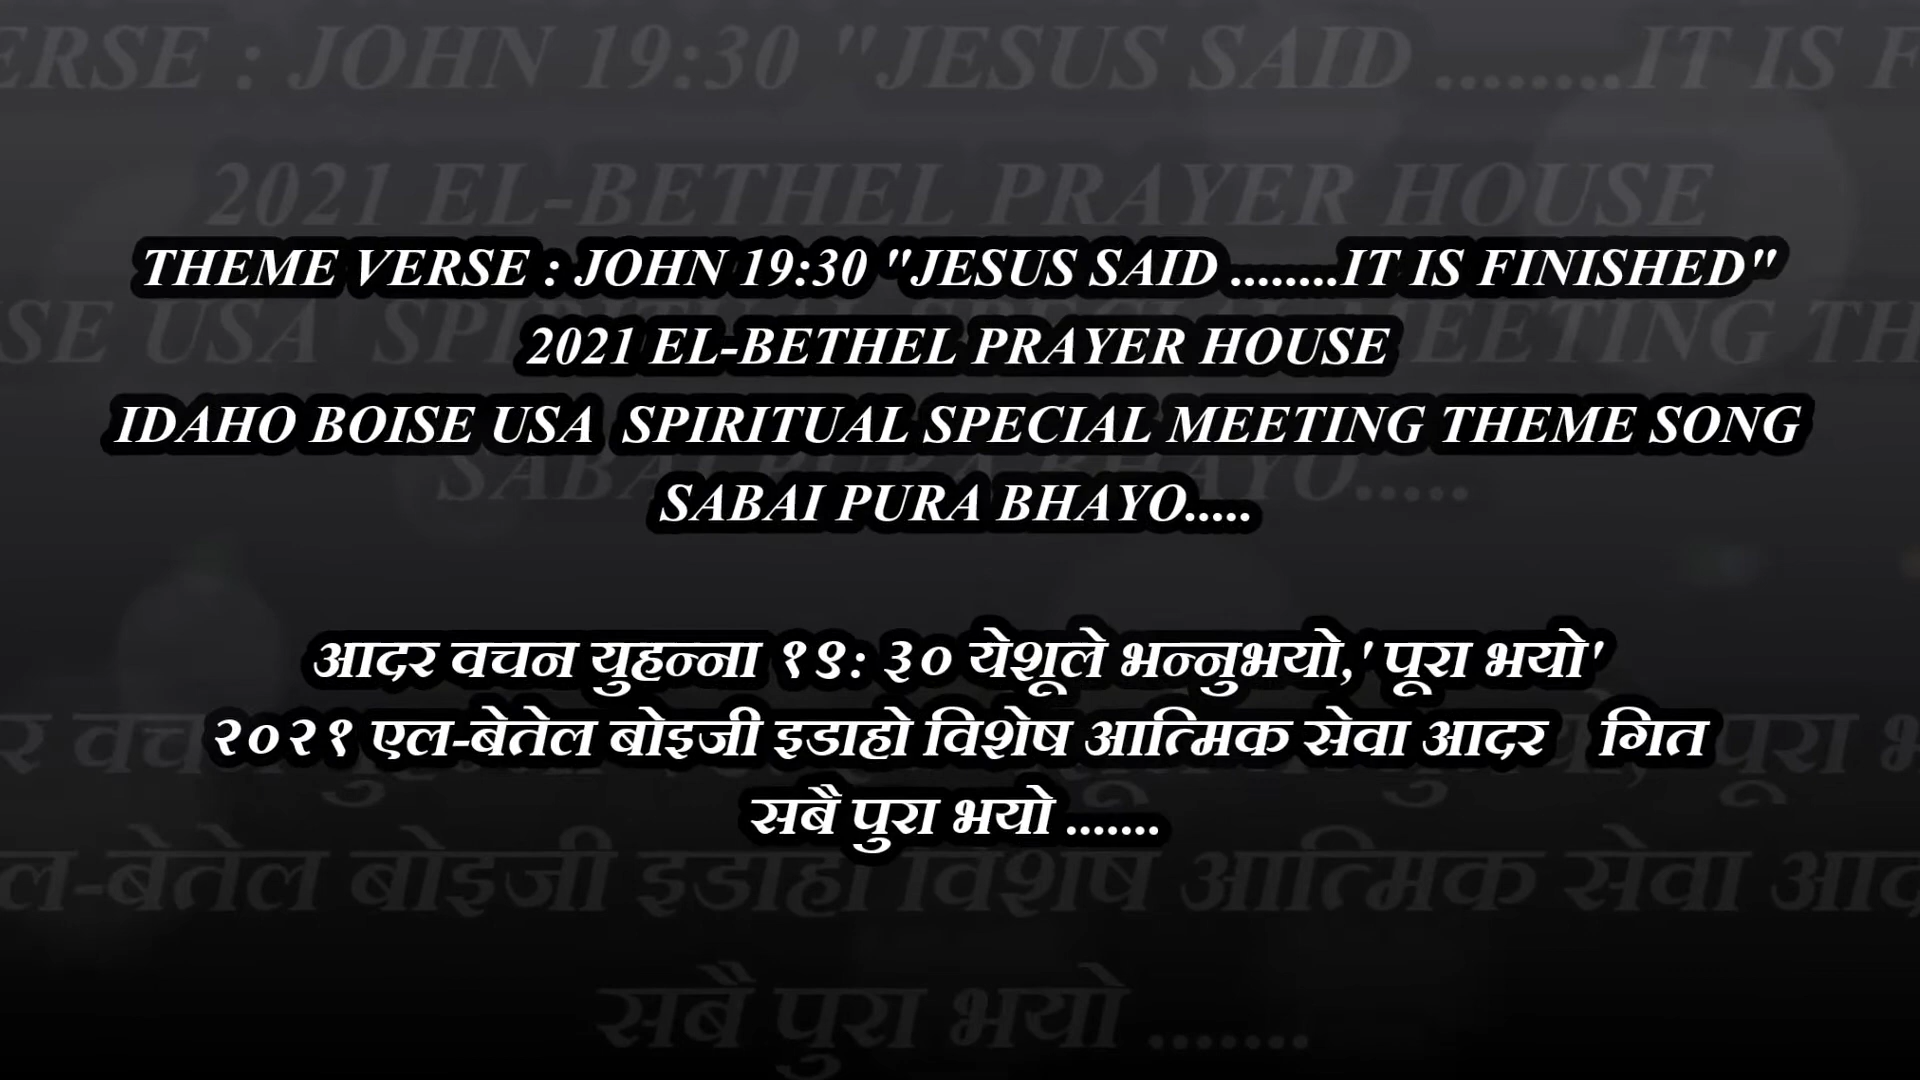 THEME VERSE : JOHN 19:30 "JESUS SAID ........IT IS FINISHED"
2021 EL-BETHEL PRAYER HOUSE
IDAHO BOISE USA  SPIRITUAL SPECIAL MEETING THEME SONG
SABAI PURA BHAYO.....
आदर वचन युहन्ना १९: ३० येशूले भन्नुभयो,' पूरा भयो'
२०२१ एल-बेतेल बोइजी इडाहो विशेष आत्मिक सेवा आदर   गित
सबै पुरा भयो .......